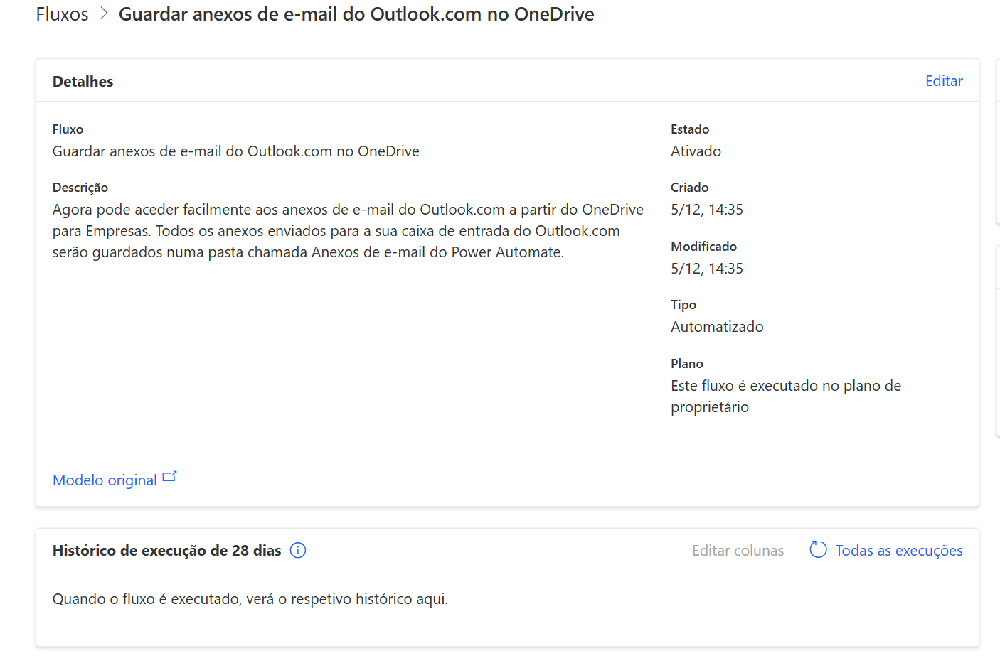 Fluxos > Guardar anexos de e-mail do Outlook.com no OneDrive
Detalhes
Editar
Fluxo
Guardar anexos de e-mail do Outlook.com no OneDrive
Descrição
Agora pode aceder facilmente aos anexos de e-mail do Outlook.com a partir do OneDrive
para Empresas. Todos os anexos enviados para a sua caixa de entrada do Outlook.com
serão guardados numa pasta chamada Anexos de e-mail do Power Automate.
Estado
Ativado
Criado
5/12, 14:35
Modificado
5/12, 14:35
Tipo
Automatizado
Plano
Este fluxo é executado no plano de
proprietário
Modelo original
Histórico de execução de 28 dias
Editar colunas
Todas as execuções
Quando o fluxo é executado, verá o respetivo histórico aqui.